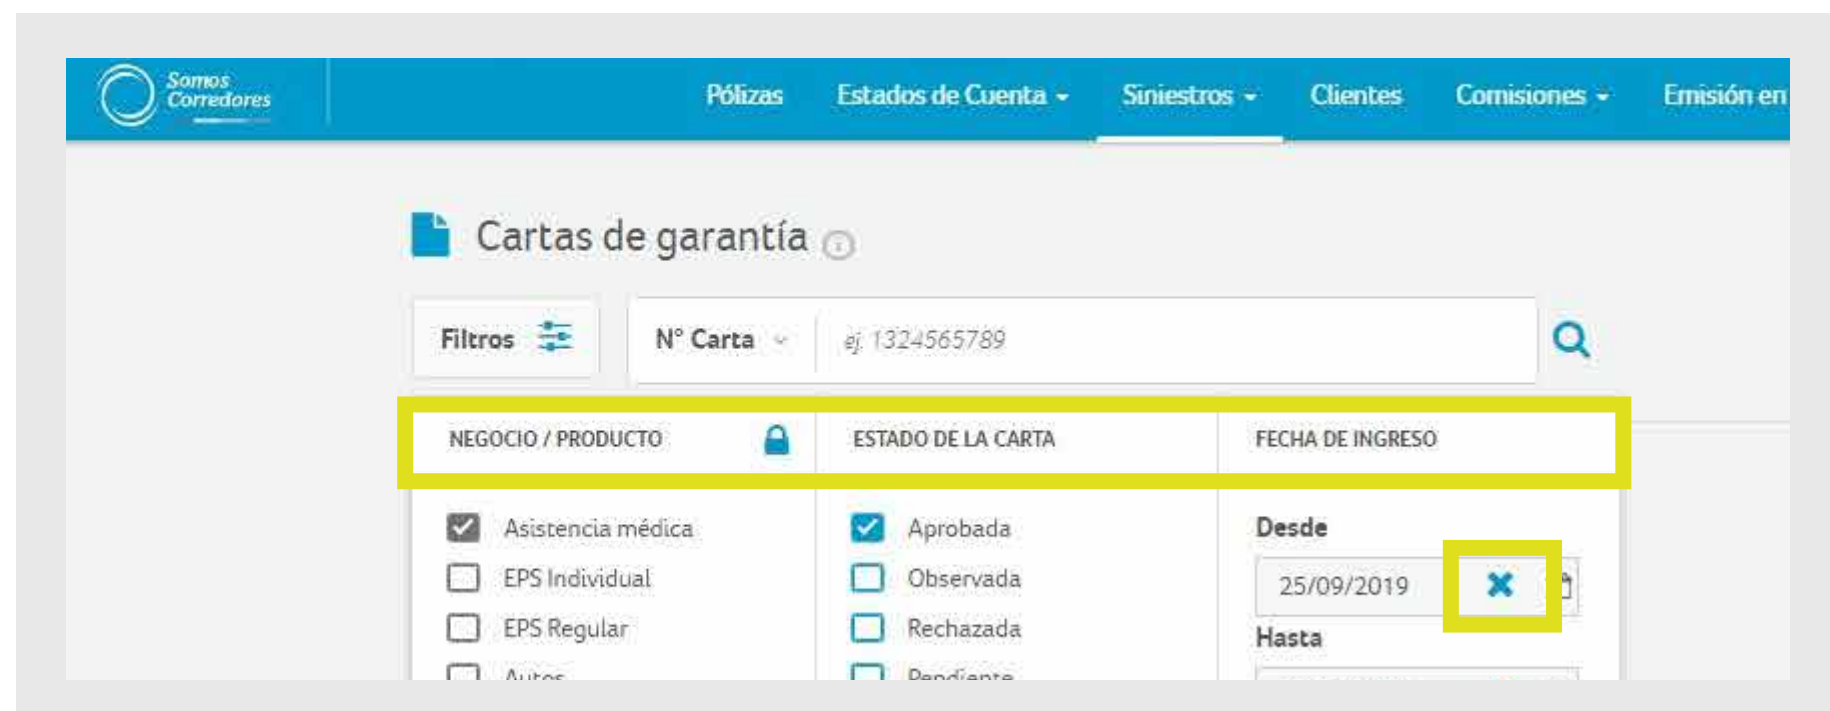 Somos
Corredores
Pólizas
Estados de Cuenta
Siniestros
Clientes
Comisiones
Emisión en
Cartas de garantía
Filtros
N° Carta
ej. 1324565789
NEGOCIO / PRODUCTO
ESTADO DE LA CARTA
FECHA DE INGRESO
Asistencia médica
Aprobada
Desde
EPS Individual
Observada
25/09/2019
EPS Regular
Rechazada
Hasta
Autos
Pendiente